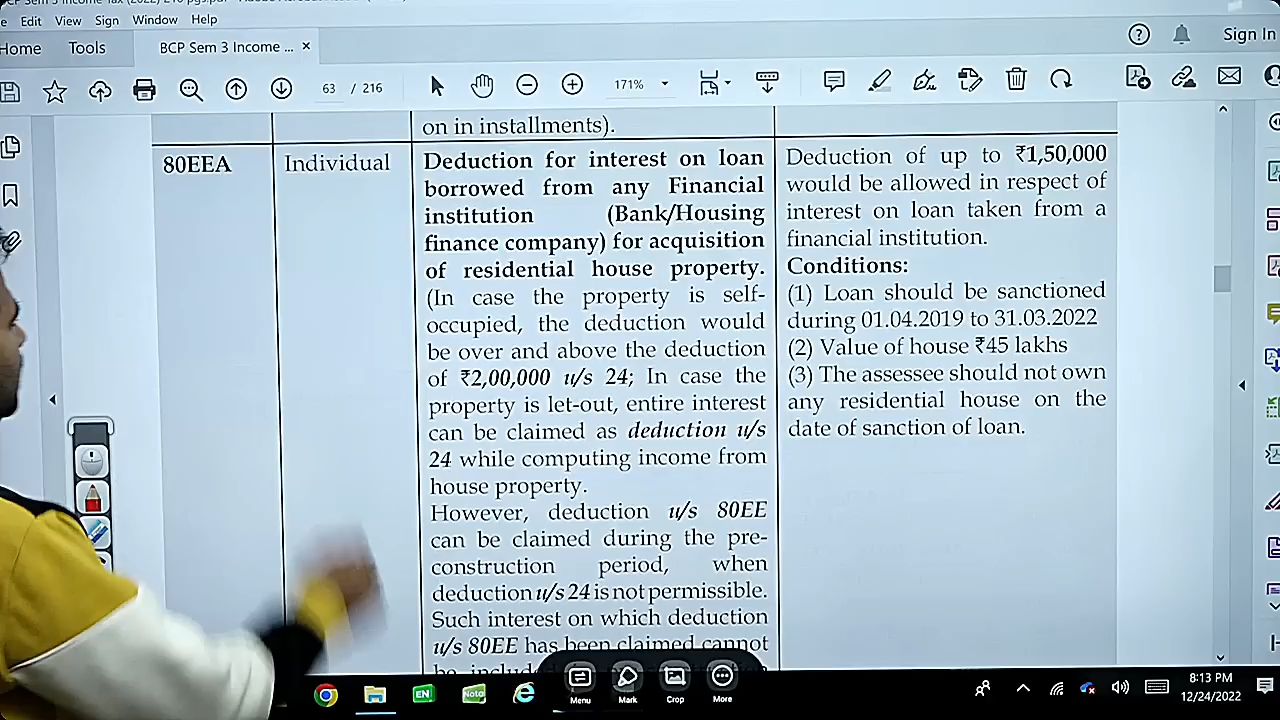 Edit View Sign Window Help
Home Tools BCP Sem 3 Income ... × Sign In
63 / 216 171%
on in installments).
80EEA
Individual
Deduction for interest on loan
borrowed from any Financial
institution (Bank/Housing
finance company) for acquisition
of residential house property.
(In case the property is self-
occupied, the deduction would
be over and above the deduction
of ₹2,00,000 u/s 24; In case the
property is let-out, entire interest
can be claimed as deduction u/s
24 while computing income from
house property.
However, deduction u/s 80EE
can be claimed during the pre-
construction period, when
deduction u/s 24 is not permissible.
Such interest on which deduction
u/s 80EE has been claimed cannot
Deduction of up to ₹1,50,000
would be allowed in respect of
interest on loan taken from a
financial institution.
Conditions:
(1) Loan should be sanctioned
during 01.04.2019 to 31.03.2022
(2) Value of house ₹45 lakhs
(3) The assessee should not own
any residential house on the
date of sanction of loan.
Menu Mark Crop More
EN Nota
8:13 PM
12/24/2022